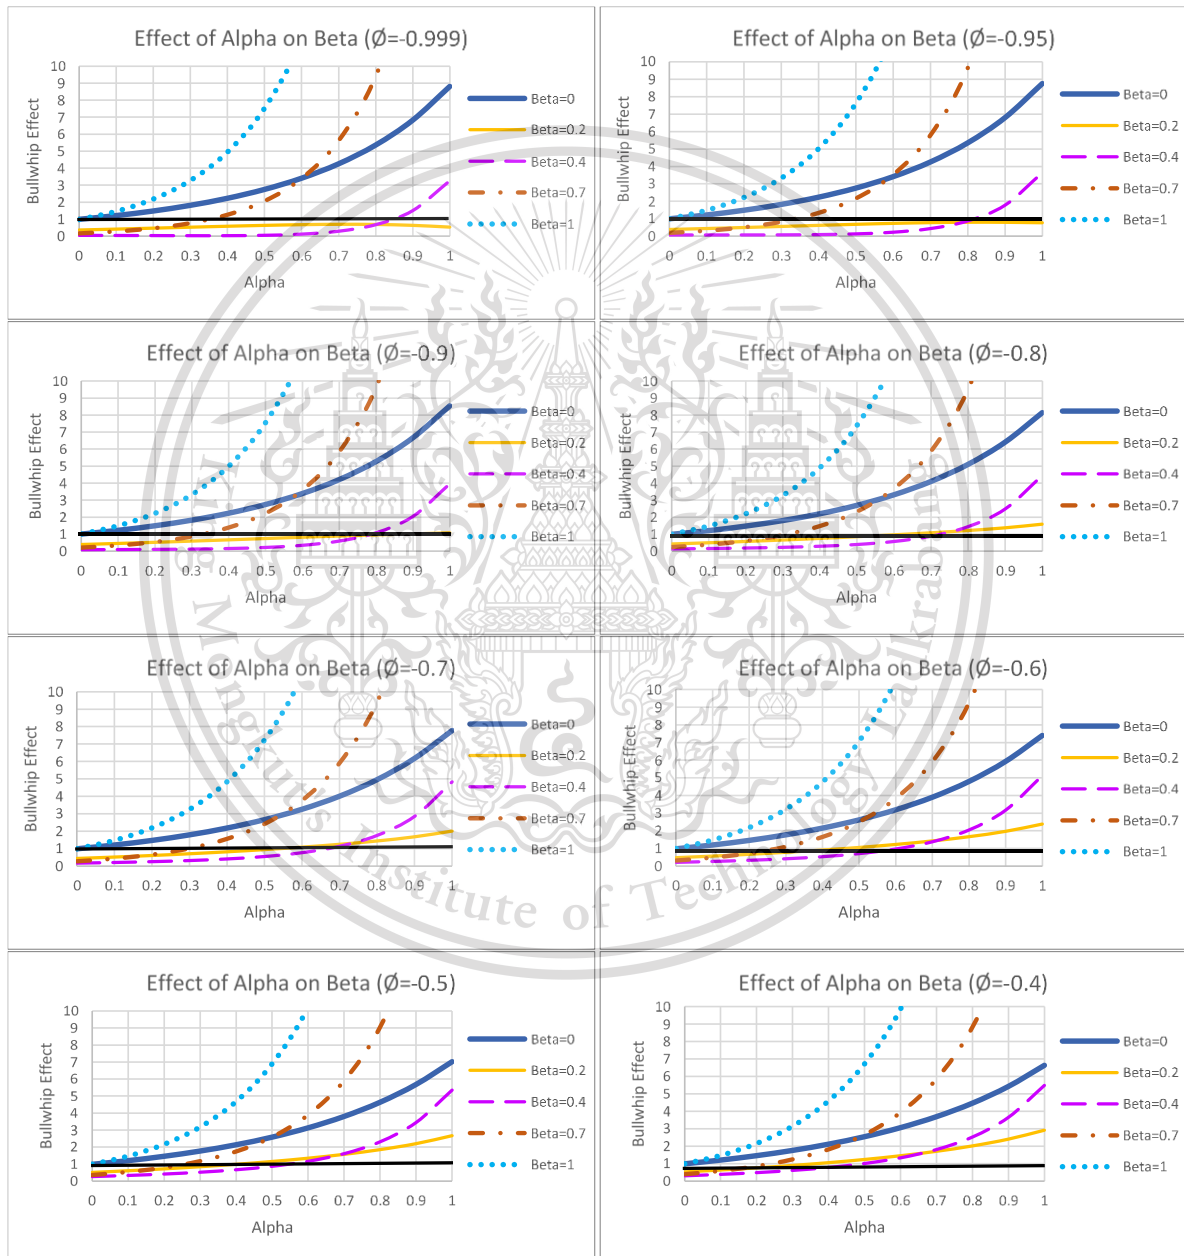 Effect of Alpha on Beta (Ø=-0.999)
Bullwhip Effect
10
9
8
7
6
5
4
3
2
1
0
0 0.1 0.2 0.3 0.4 0.5 0.6 0.7 0.8 0.9 1
Alpha
Beta=0
Beta=0.2
Beta=0.4
Beta=0.7
Beta=1
Effect of Alpha on Beta (Ø=-0.95)
Bullwhip Effect
10
9
8
7
6
5
4
3
2
1
0
0 0.1 0.2 0.3 0.4 0.5 0.6 0.7 0.8 0.9 1
Alpha
Beta=0
Beta=0.2
Beta=0.4
Beta=0.7
Beta=1
Effect of Alpha on Beta (Ø=-0.9)
Bullwhip Effect
10
9
8
7
6
5
4
3
2
1
0
0 0.1 0.2 0.3 0.4 0.5 0.6 0.7 0.8 0.9 1
Alpha
Beta=0
Beta=0.2
Beta=0.4
Beta=0.7
Beta=1
Effect of Alpha on Beta (Ø=-0.8)
Bullwhip Effect
10
9
8
7
6
5
4
3
2
1
0
0 0.1 0.2 0.3 0.4 0.5 0.6 0.7 0.8 0.9 1
Alpha
Beta=0
Beta=0.2
Beta=0.4
Beta=0.7
Beta=1
Effect of Alpha on Beta (Ø=-0.7)
Bullwhip Effect
10
9
8
7
6
5
4
3
2
1
0
0 0.1 0.2 0.3 0.4 0.5 0.6 0.7 0.8 0.9 1
Alpha
Beta=0
Beta=0.2
Beta=0.4
Beta=0.7
Beta=1
Effect of Alpha on Beta (Ø=-0.6)
Bullwhip Effect
10
9
8
7
6
5
4
3
2
1
0
0 0.1 0.2 0.3 0.4 0.5 0.6 0.7 0.8 0.9 1
Alpha
Beta=0
Beta=0.2
Beta=0.4
Beta=0.7
Beta=1
Effect of Alpha on Beta (Ø=-0.5)
Bullwhip Effect
10
9
8
7
6
5
4
3
2
1
0
0 0.1 0.2 0.3 0.4 0.5 0.6 0.7 0.8 0.9 1
Alpha
Beta=0
Beta=0.2
Beta=0.4
Beta=0.7
Beta=1
Effect of Alpha on Beta (Ø=-0.4)
Bullwhip Effect
10
9
8
7
6
5
4
3
2
1
0
0 0.1 0.2 0.3 0.4 0.5 0.6 0.7 0.8 0.9 1
Alpha
Beta=0
Beta=0.2
Beta=0.4
Beta=0.7
Beta=1
King Mongkut's Institute of Technology Ladkrabang